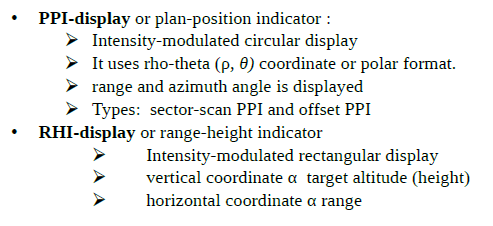 • PPI-display or plan-position indicator :
➢ Intensity-modulated circular display
➢ It uses rho-theta (ρ, θ) coordinate or polar format.
➢ range and azimuth angle is displayed
➢ Types: sector-scan PPI and offset PPI
• RHI-display or range-height indicator
➢ Intensity-modulated rectangular display
➢ vertical coordinate α target altitude (height)
➢ horizontal coordinate α range